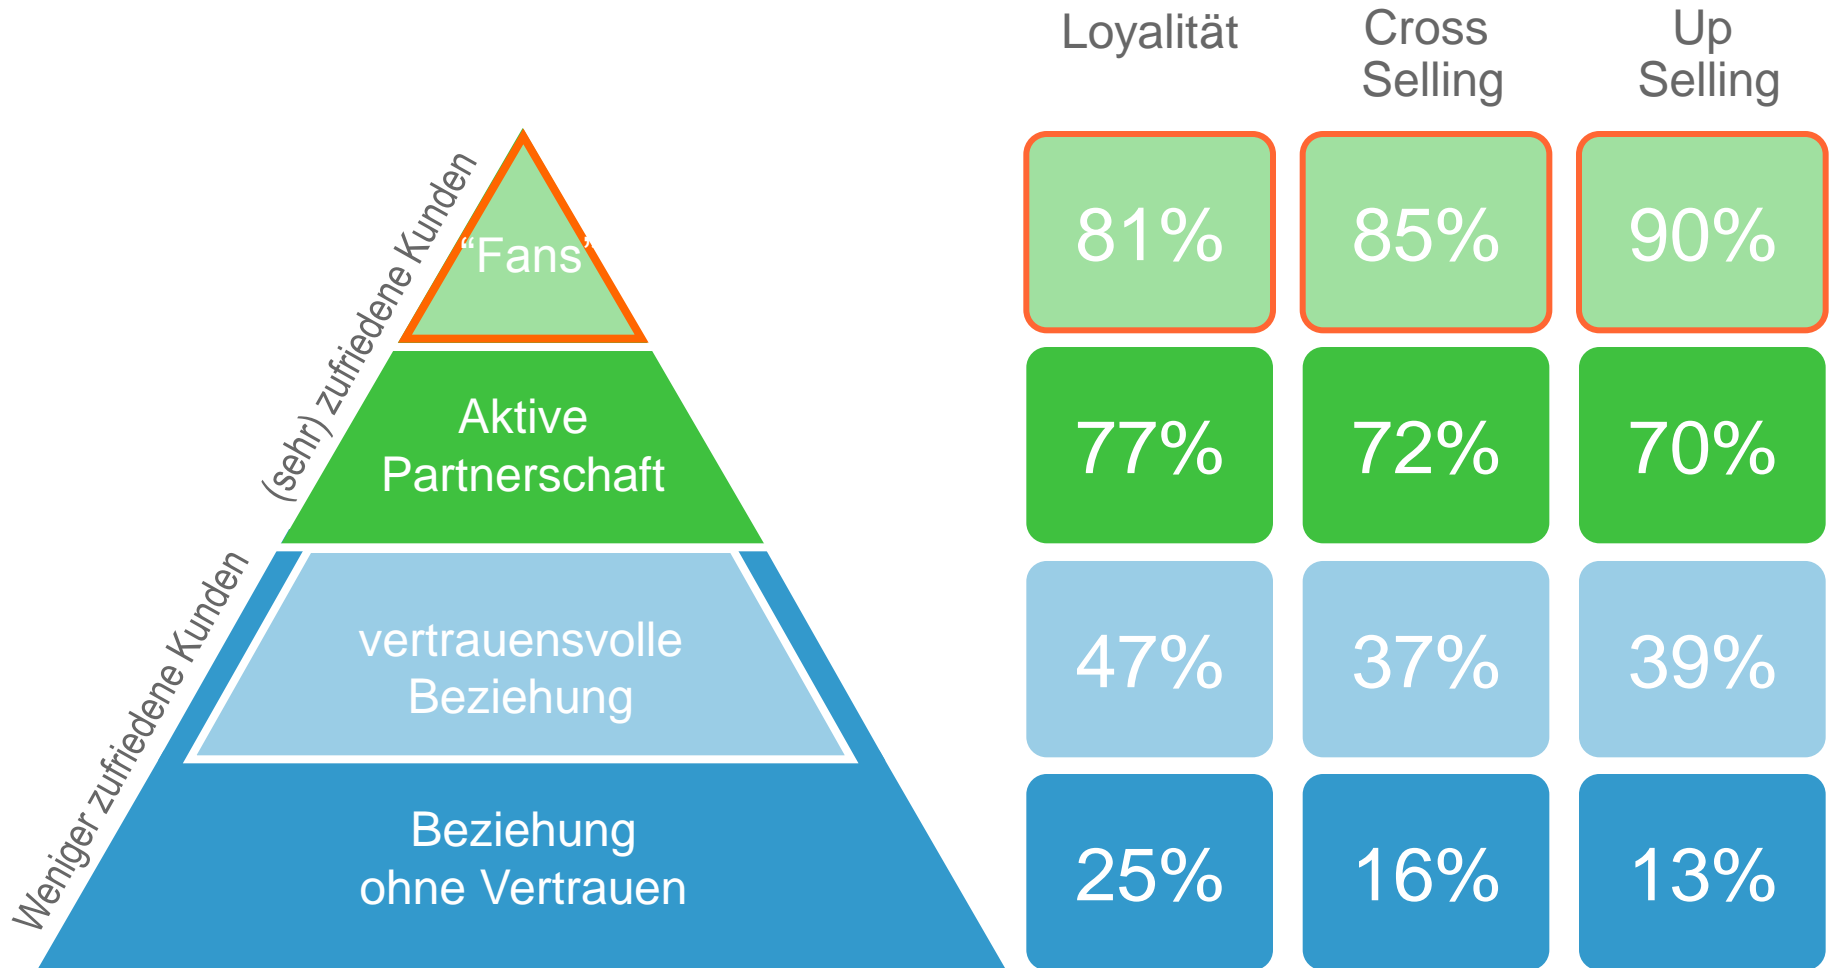 Loyalität
Cross
Selling
Up
Selling
(sehr) zufriedene Kunden
Weniger zufriedene Kunden
“Fans”
81%
85%
90%
Aktive
Partnerschaft
77%
72%
70%
vertrauensvolle
Beziehung
47%
37%
39%
Beziehung
ohne Vertrauen
25%
16%
13%